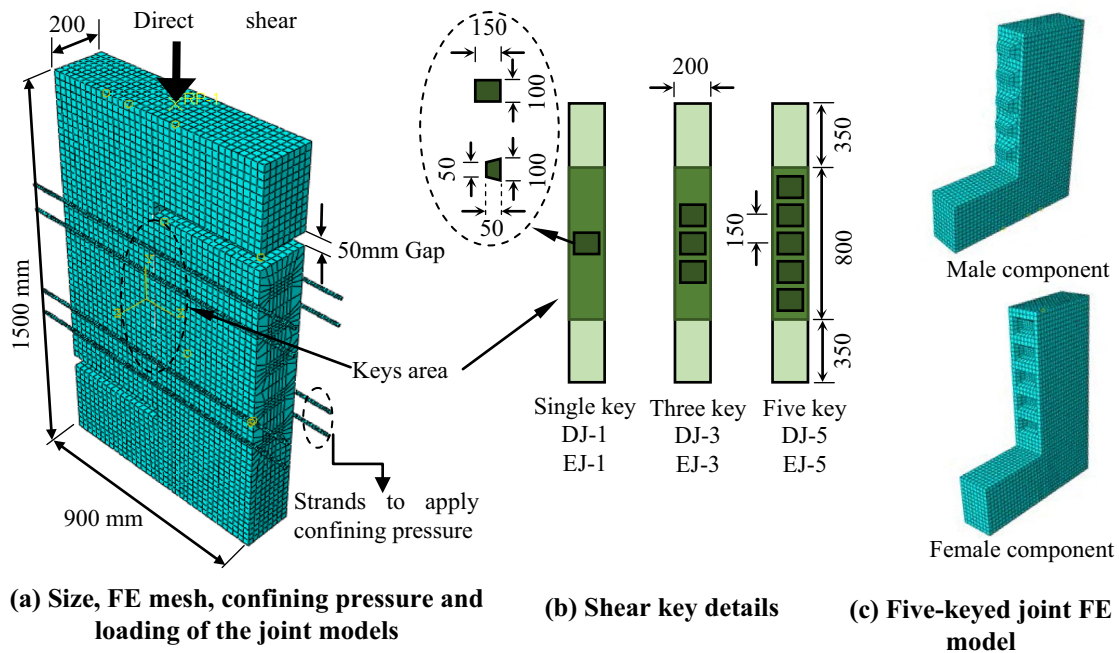 200
Direct shear
RP-1
1500 mm
50mm Gap
Keys area
900 mm
Strands to apply
confining pressure
150
100
50
100
50
200
350
150
800
350
Single key
DJ-1
EJ-1
Three key
DJ-3
EJ-3
Five key
DJ-5
EJ-5
Male component
Female component
(a) Size, FE mesh, confining pressure and
loading of the joint models
(b) Shear key details
(c) Five-keyed joint FE
model